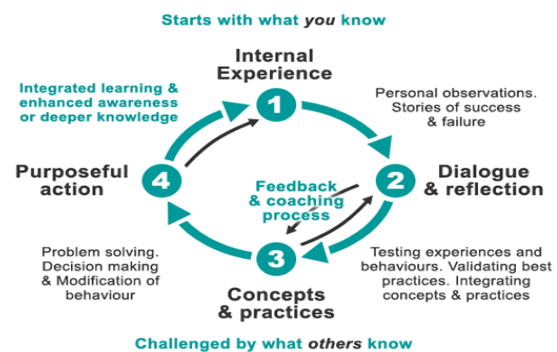 Starts with what you know
Internal
Experience
1
Integrated learning &
enhanced awareness
or deeper knowledge
Personal observations.
Stories of success
& failure
Purposeful
action
4
Feedback
& coaching
process
2
Dialogue
& reflection
3
Concepts
& practices
Problem solving.
Decision making
& Modification of
behaviour
Testing experiences and
behaviours. Validating best
practices. Integrating
concepts & practices
Challenged by what others know